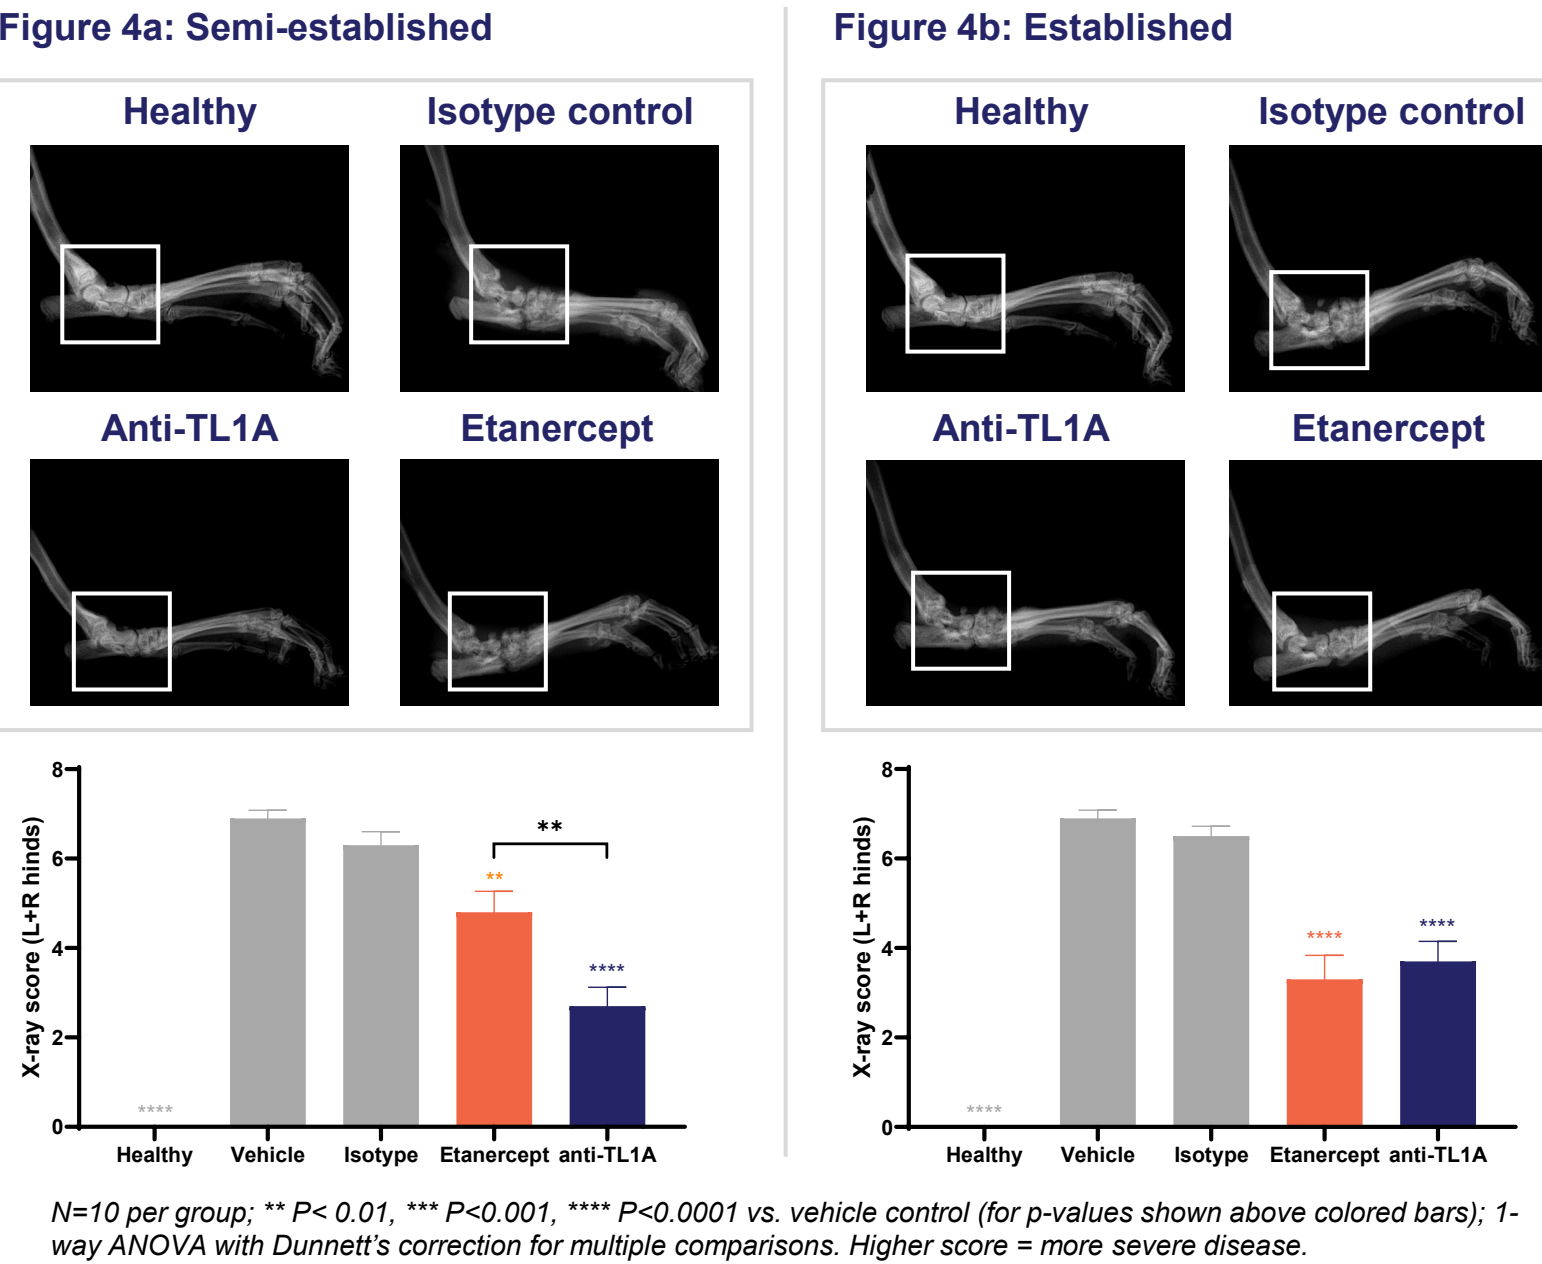 Figure 4a: Semi-established
Healthy
Isotype control
Anti-TL1A
Etanercept
8
6
4
2
0
X-ray score (L+R hinds)
****
**
****
**
Healthy
Vehicle
Isotype
Etanercept
anti-TL1A
Figure 4b: Established
Healthy
Isotype control
Anti-TL1A
Etanercept
8
6
4
2
0
X-ray score (L+R hinds)
****
****
****
Healthy
Vehicle
Isotype
Etanercept
anti-TL1A
N=10 per group; ** P< 0.01, *** P<0.001, **** P<0.0001 vs. vehicle control (for p-values shown above colored bars); 1-
way ANOVA with Dunnett’s correction for multiple comparisons. Higher score = more severe disease.